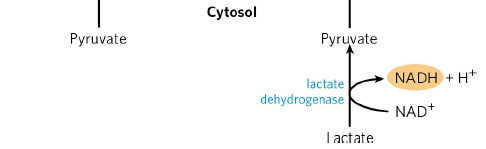 Cytosol
Pyruvate
Pyruvate
lactate
dehydrogenase
NADH + H⁺
NAD⁺
Lactate